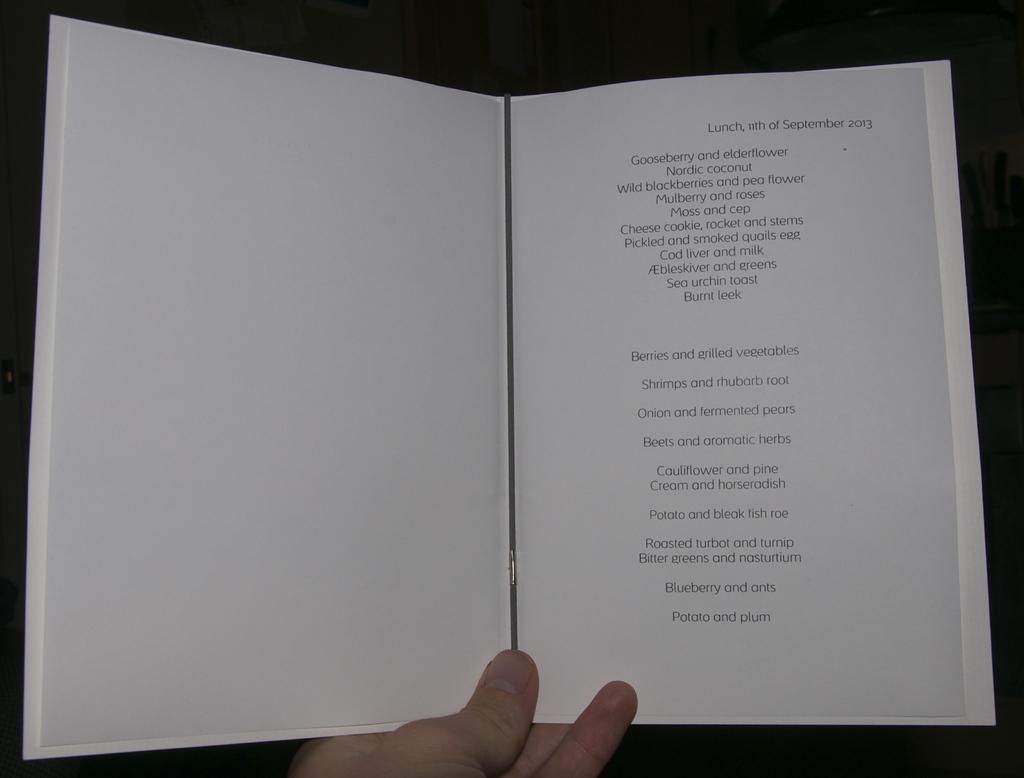 Lunch, 11th of September 2013
Gooseberry and elderflower
Nordic coconut
Wild blackberries and pea flower
Mulberry and roses
Moss and cep
Cheese cookie, rocket and stems
Pickled and smoked quails egg
Cod liver and milk
Æbleskiver and greens
Sea urchin toast
Burnt leek
Berries and grilled vegetables
Shrimps and rhubarb root
Onion and fermented pears
Beets and aromatic herbs
Cauliflower and pine
Cream and horseradish
Potato and bleak fish roe
Roasted turbot and turnip
Bitter greens and nasturtium
Blueberry and ants
Potato and plum